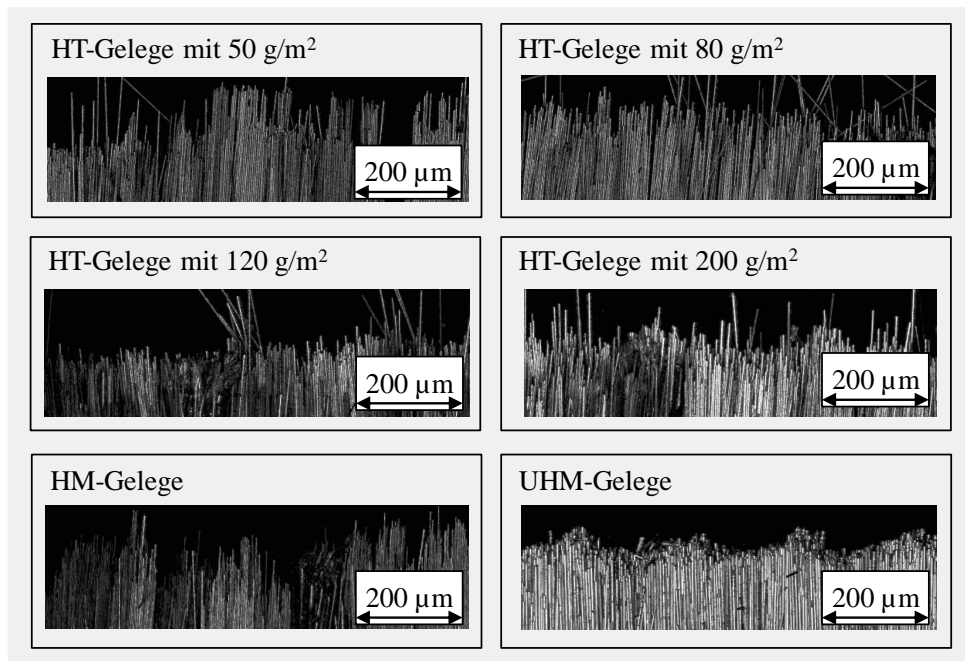 HT-Gelege mit 50 g/m²
200 µm
HT-Gelege mit 80 g/m²
200 µm
HT-Gelege mit 120 g/m²
200 µm
HT-Gelege mit 200 g/m²
200 µm
HM-Gelege
200 µm
UHM-Gelege
200 µm